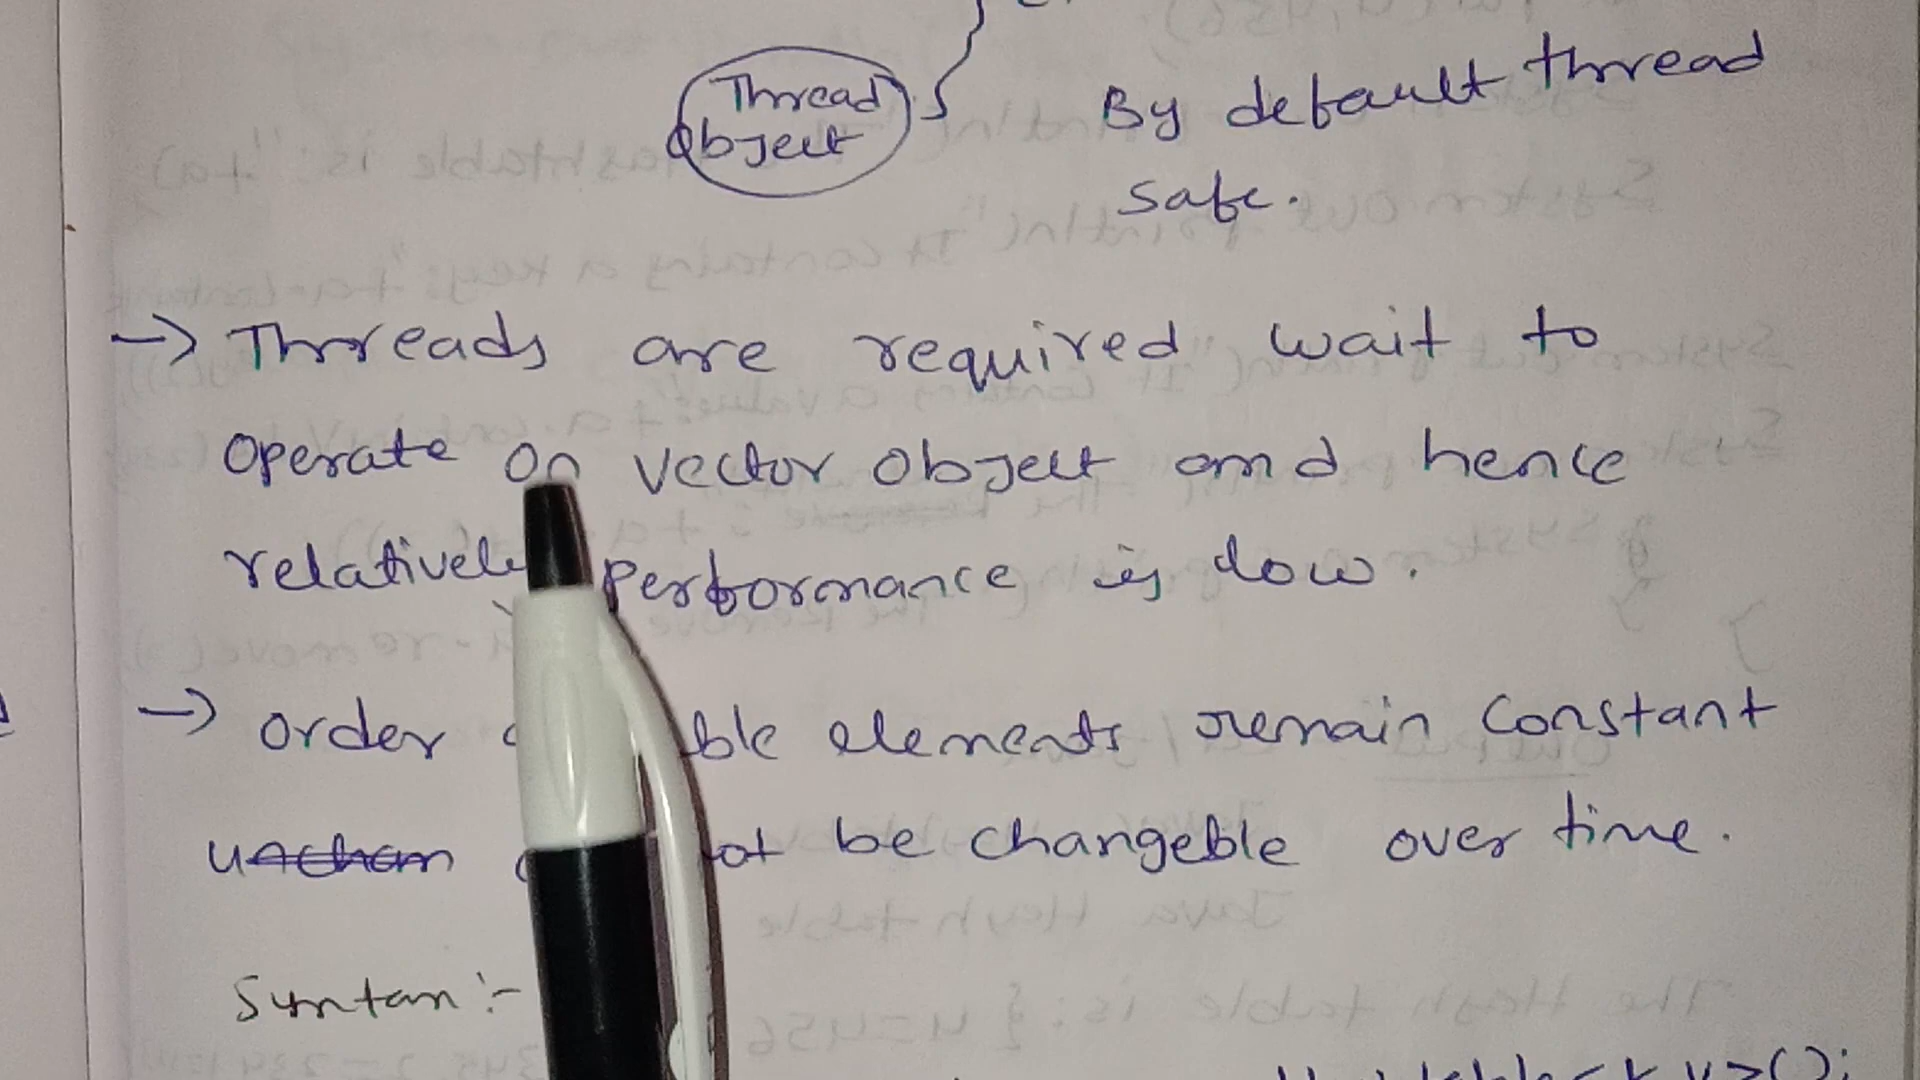 Thread
Object
By default thread
safe.
→ Threads are required wait to
operate on vector object and hence
relatively performance is low.
→ order elements remain constant
be changeble over time.
Syntax :-